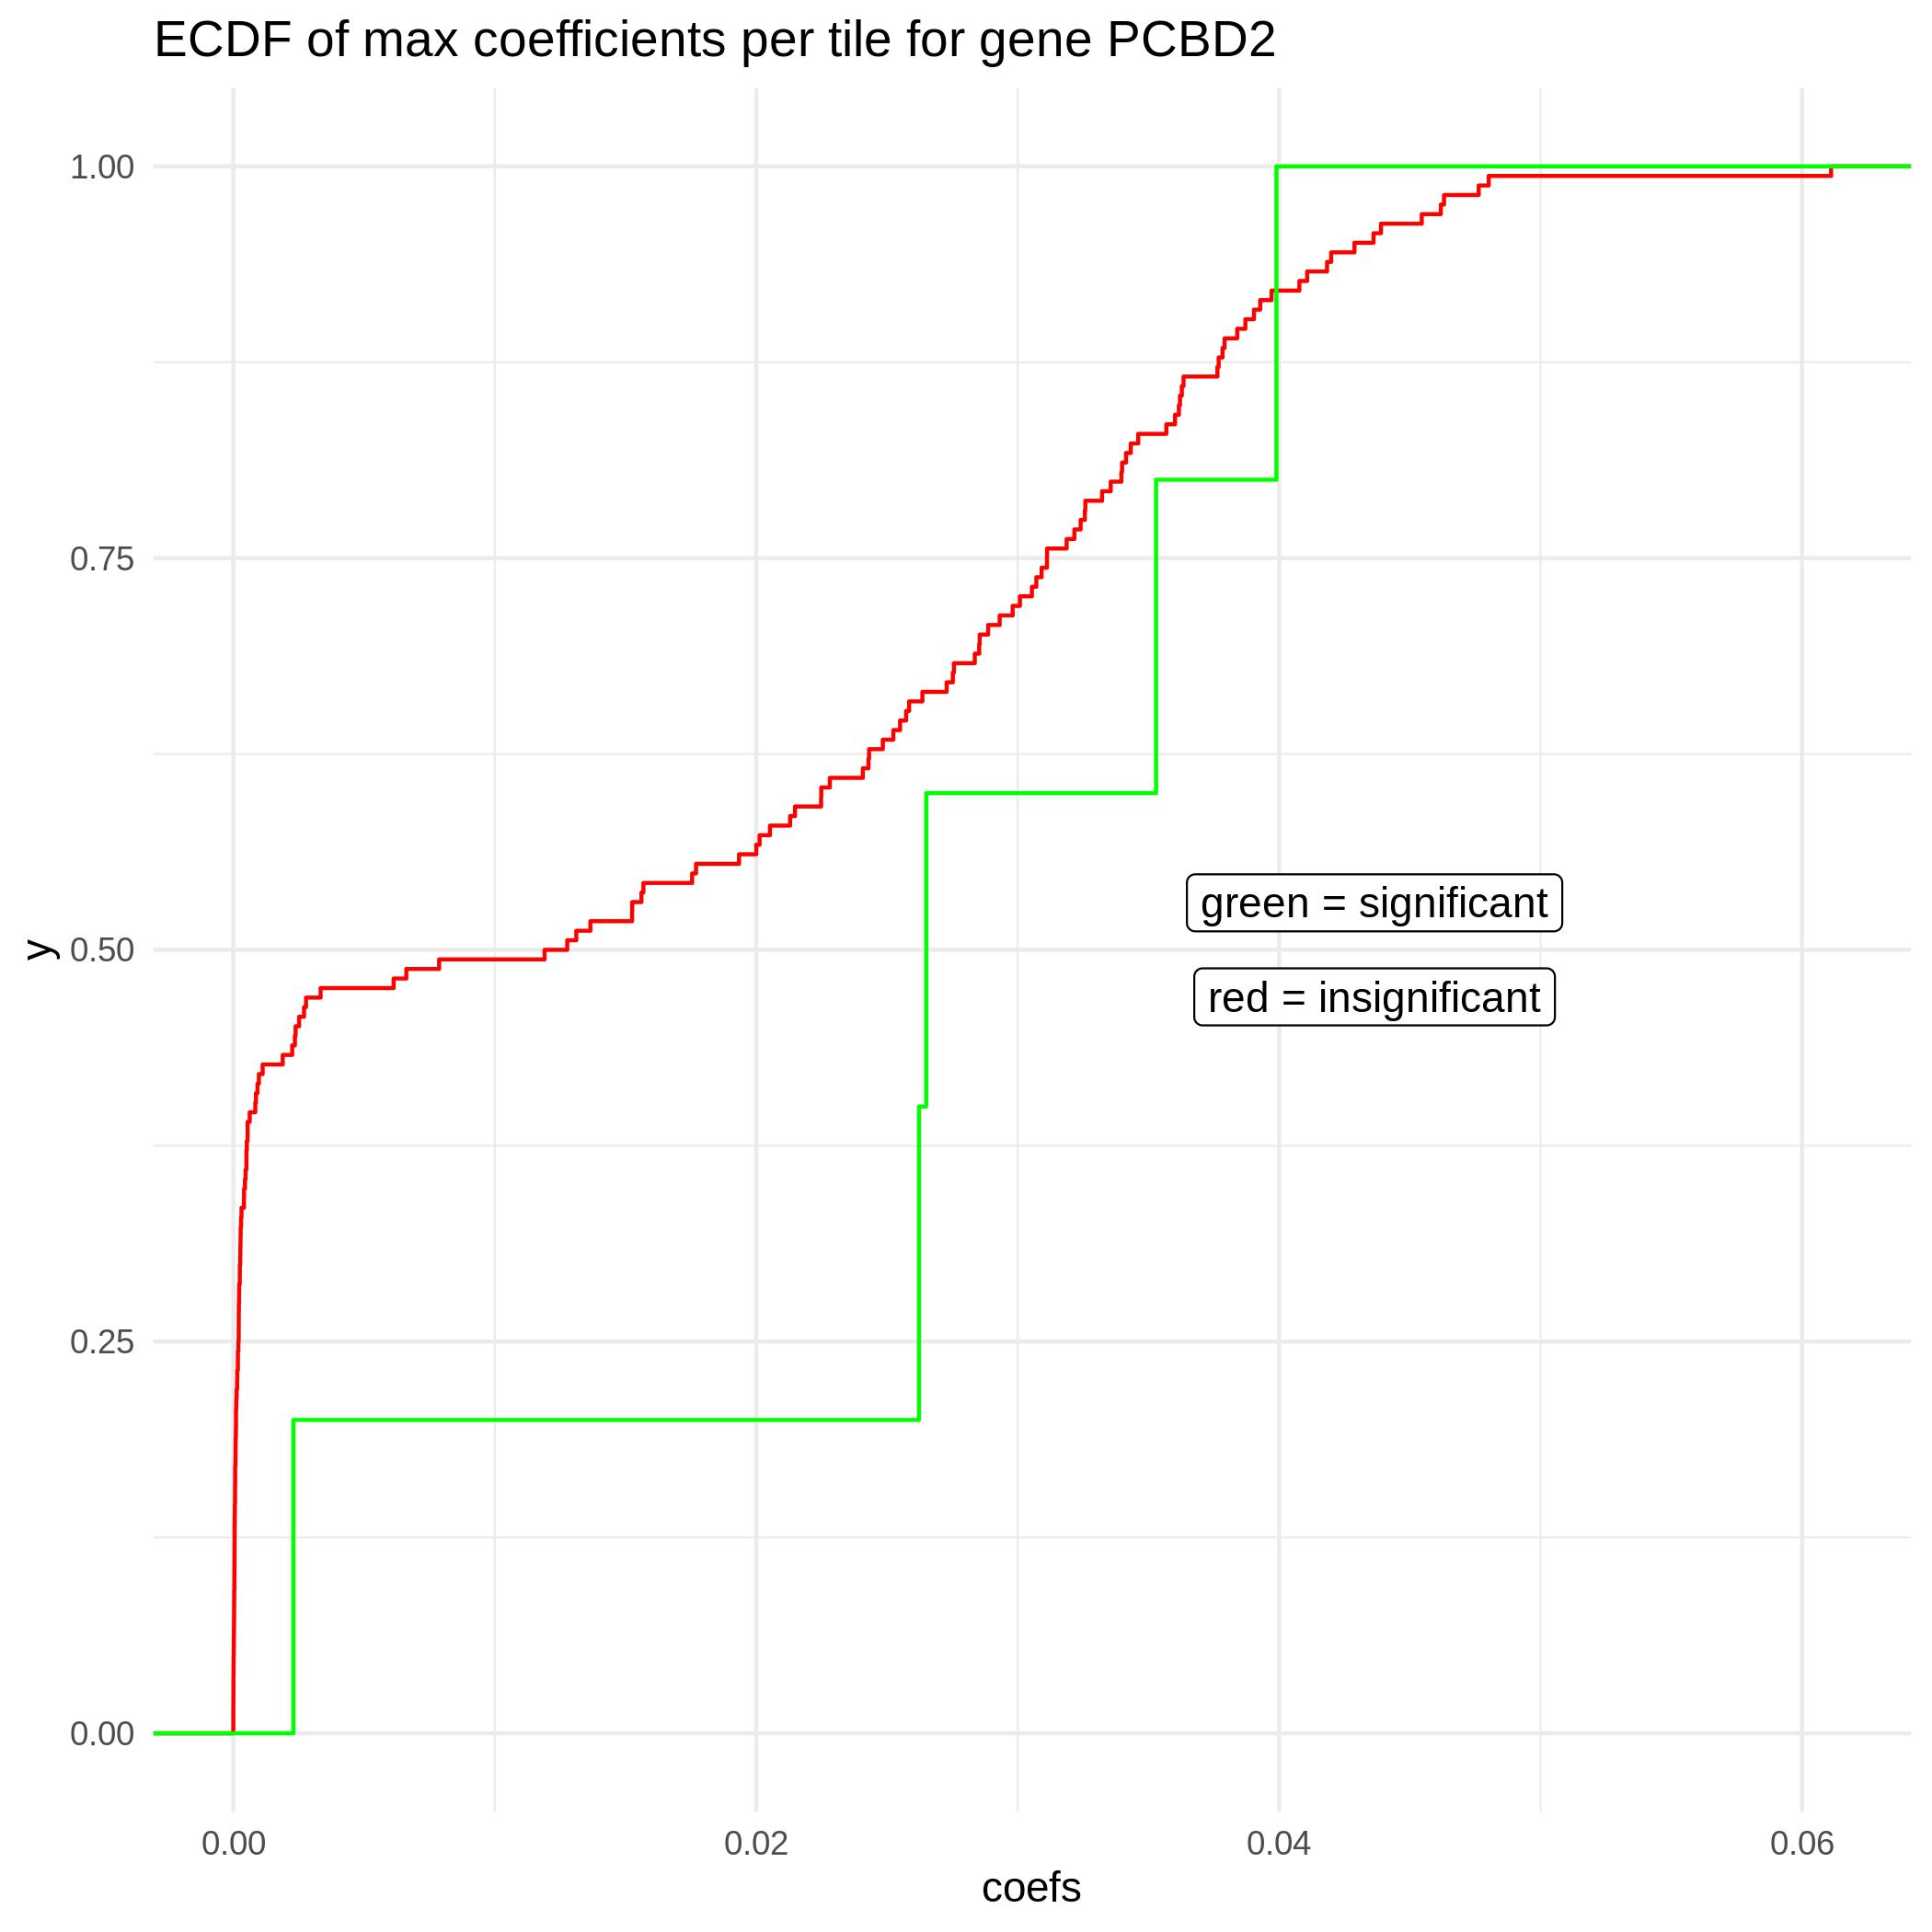 ECDF of max coefficients per tile for gene PCBD2
1.00
0.75
0.50
0.25
0.00
y
green = significant
red = insignificant
0.00 0.02 0.04 0.06
coefs